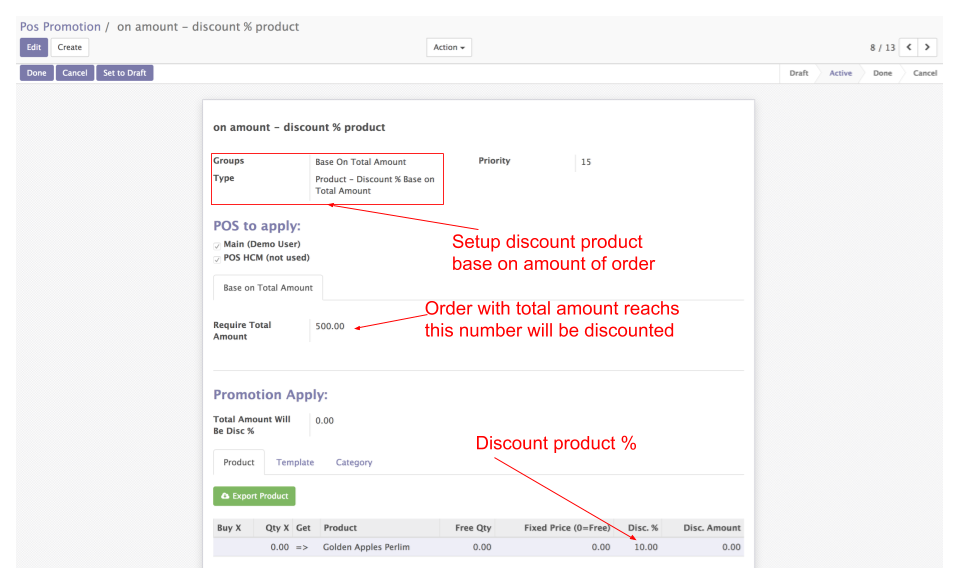 Pos Promotion / on amount – discount % product
Edit Create Action 8 / 13
Done Cancel Set to Draft Draft Active Done Cancel
on amount – discount % product
Groups Base On Total Amount Priority 15
Type Product – Discount % Base on
Total Amount
POS to apply:
Main (Demo User)
POS HCM (not used)
Setup discount product
base on amount of order
Base on Total Amount
Order with total amount reachs
this number will be discounted
Require Total
Amount 500.00
Promotion Apply:
Total Amount Will
Be Disc % 0.00
Discount product %
Product Template Category
Export Product
Buy X Qty X Get Product Free Qty Fixed Price (0=Free) Disc. % Disc. Amount
0.00 => Golden Apples Perlim 0.00 0.00 10.00 0.00